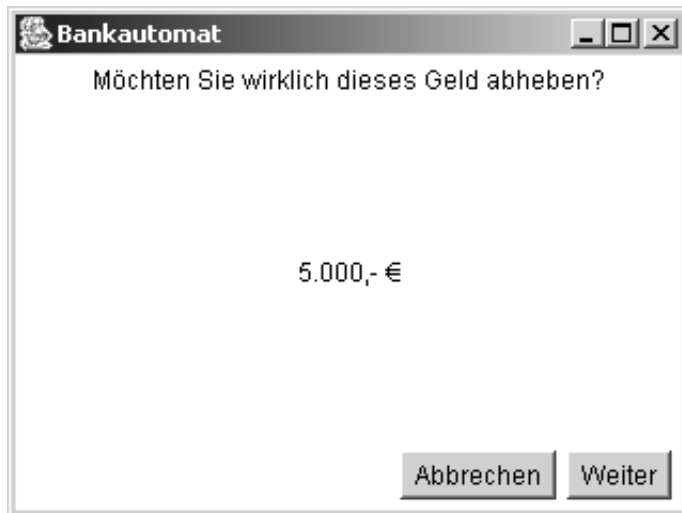 Bankautomat
Möchten Sie wirklich dieses Geld abheben?
5.000,- €
Abbrechen Weiter